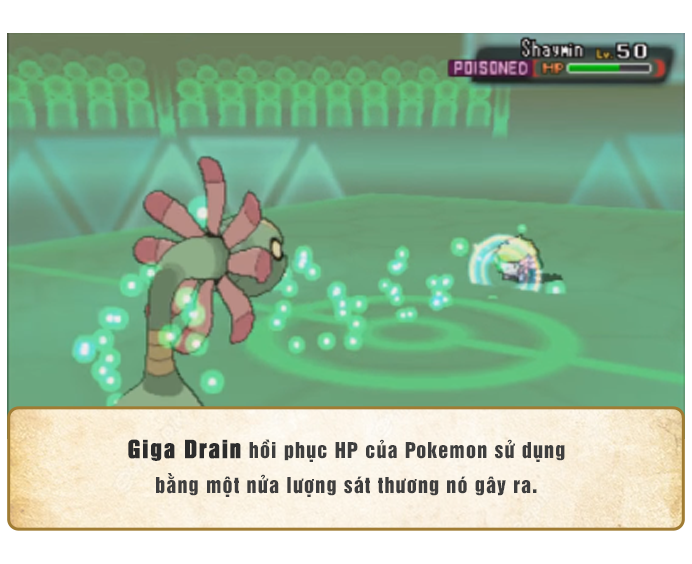 Shaymin Lv.50
POISONED HP
Giga Drain hồi phục HP của Pokemon sử dụng
bằng một nửa lượng sát thương nó gây ra.